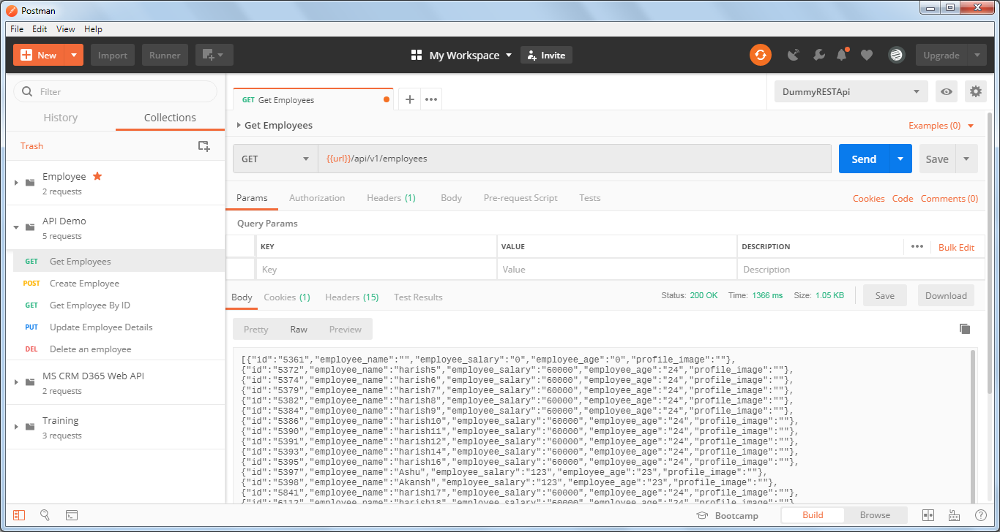 Postman
File Edit View Help
New Import Runner My Workspace Invite Upgrade
Filter
History Collections
Trash
Employee
2 requests
API Demo
5 requests
GET Get Employees
POST Create Employee
GET Get Employee By ID
PUT Update Employee Details
DEL Delete an employee
MS CRM D365 Web API
2 requests
Training
3 requests
GET Get Employees DummyRESTApi
Get Employees Examples (0)
GET {{url}}/api/v1/employees Send Save
Params Authorization Headers (1) Body Pre-request Script Tests Cookies Code Comments (0)
Query Params
KEY VALUE DESCRIPTION Bulk Edit
Key Value Description
Body Cookies (1) Headers (15) Test Results Status: 200 OK Time: 1366 ms Size: 1.05 KB Save Download
Pretty Raw Preview
[{"id":"5361","employee_name":"","employee_salary":"0","employee_age":"0","profile_image":""},
{"id":"5372","employee_name":"harish5","employee_salary":"60000","employee_age":"24","profile_image":""},
{"id":"5374","employee_name":"harish6","employee_salary":"60000","employee_age":"24","profile_image":""},
{"id":"5379","employee_name":"harish7","employee_salary":"60000","employee_age":"24","profile_image":""},
{"id":"5382","employee_name":"harish8","employee_salary":"60000","employee_age":"24","profile_image":""},
{"id":"5384","employee_name":"harish9","employee_salary":"60000","employee_age":"24","profile_image":""},
{"id":"5386","employee_name":"harish10","employee_salary":"60000","employee_age":"24","profile_image":""},
{"id":"5390","employee_name":"harish11","employee_salary":"60000","employee_age":"24","profile_image":""},
{"id":"5391","employee_name":"harish12","employee_salary":"60000","employee_age":"24","profile_image":""},
{"id":"5393","employee_name":"harish14","employee_salary":"60000","employee_age":"24","profile_image":""},
{"id":"5395","employee_name":"harish16","employee_salary":"60000","employee_age":"24","profile_image":""},
{"id":"5397","employee_name":"Ashu","employee_salary":"123","employee_age":"23","profile_image":""},
{"id":"5398","employee_name":"Akansh","employee_salary":"123","employee_age":"23","profile_image":""},
{"id":"5841","employee_name":"harish17","employee_salary":"60000","employee_age":"24","profile_image":""},
{"id":"6112","employee_name":"harish18","employee_salary":"60000","employee_age":"24","profile_image":""},
Bootcamp Build Browse